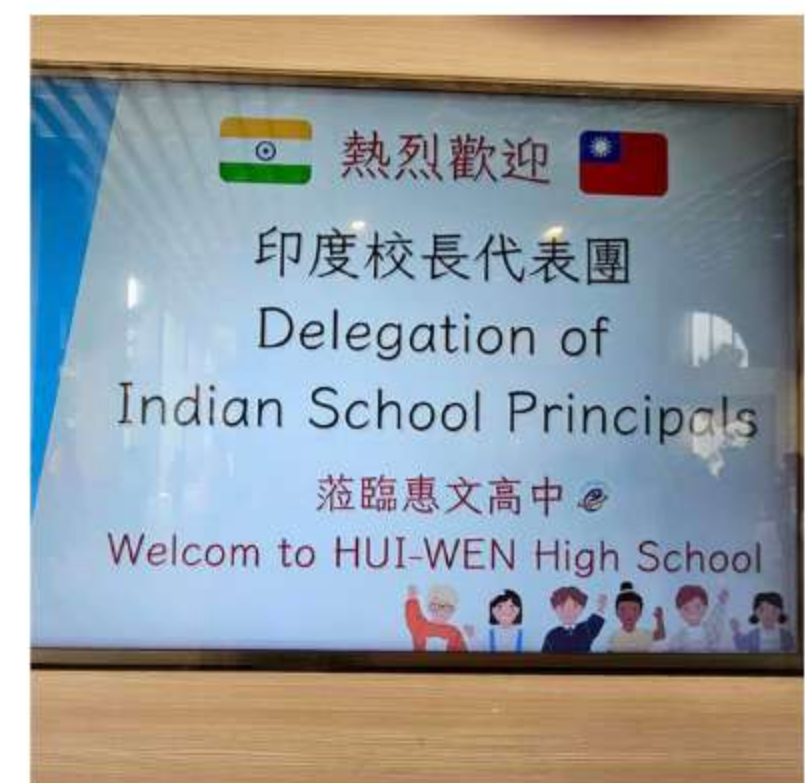 熱烈歡迎
印度校長代表團
Delegation of
Indian School Principals
蒞臨惠文高中
Welcom to HUI-WEN High School